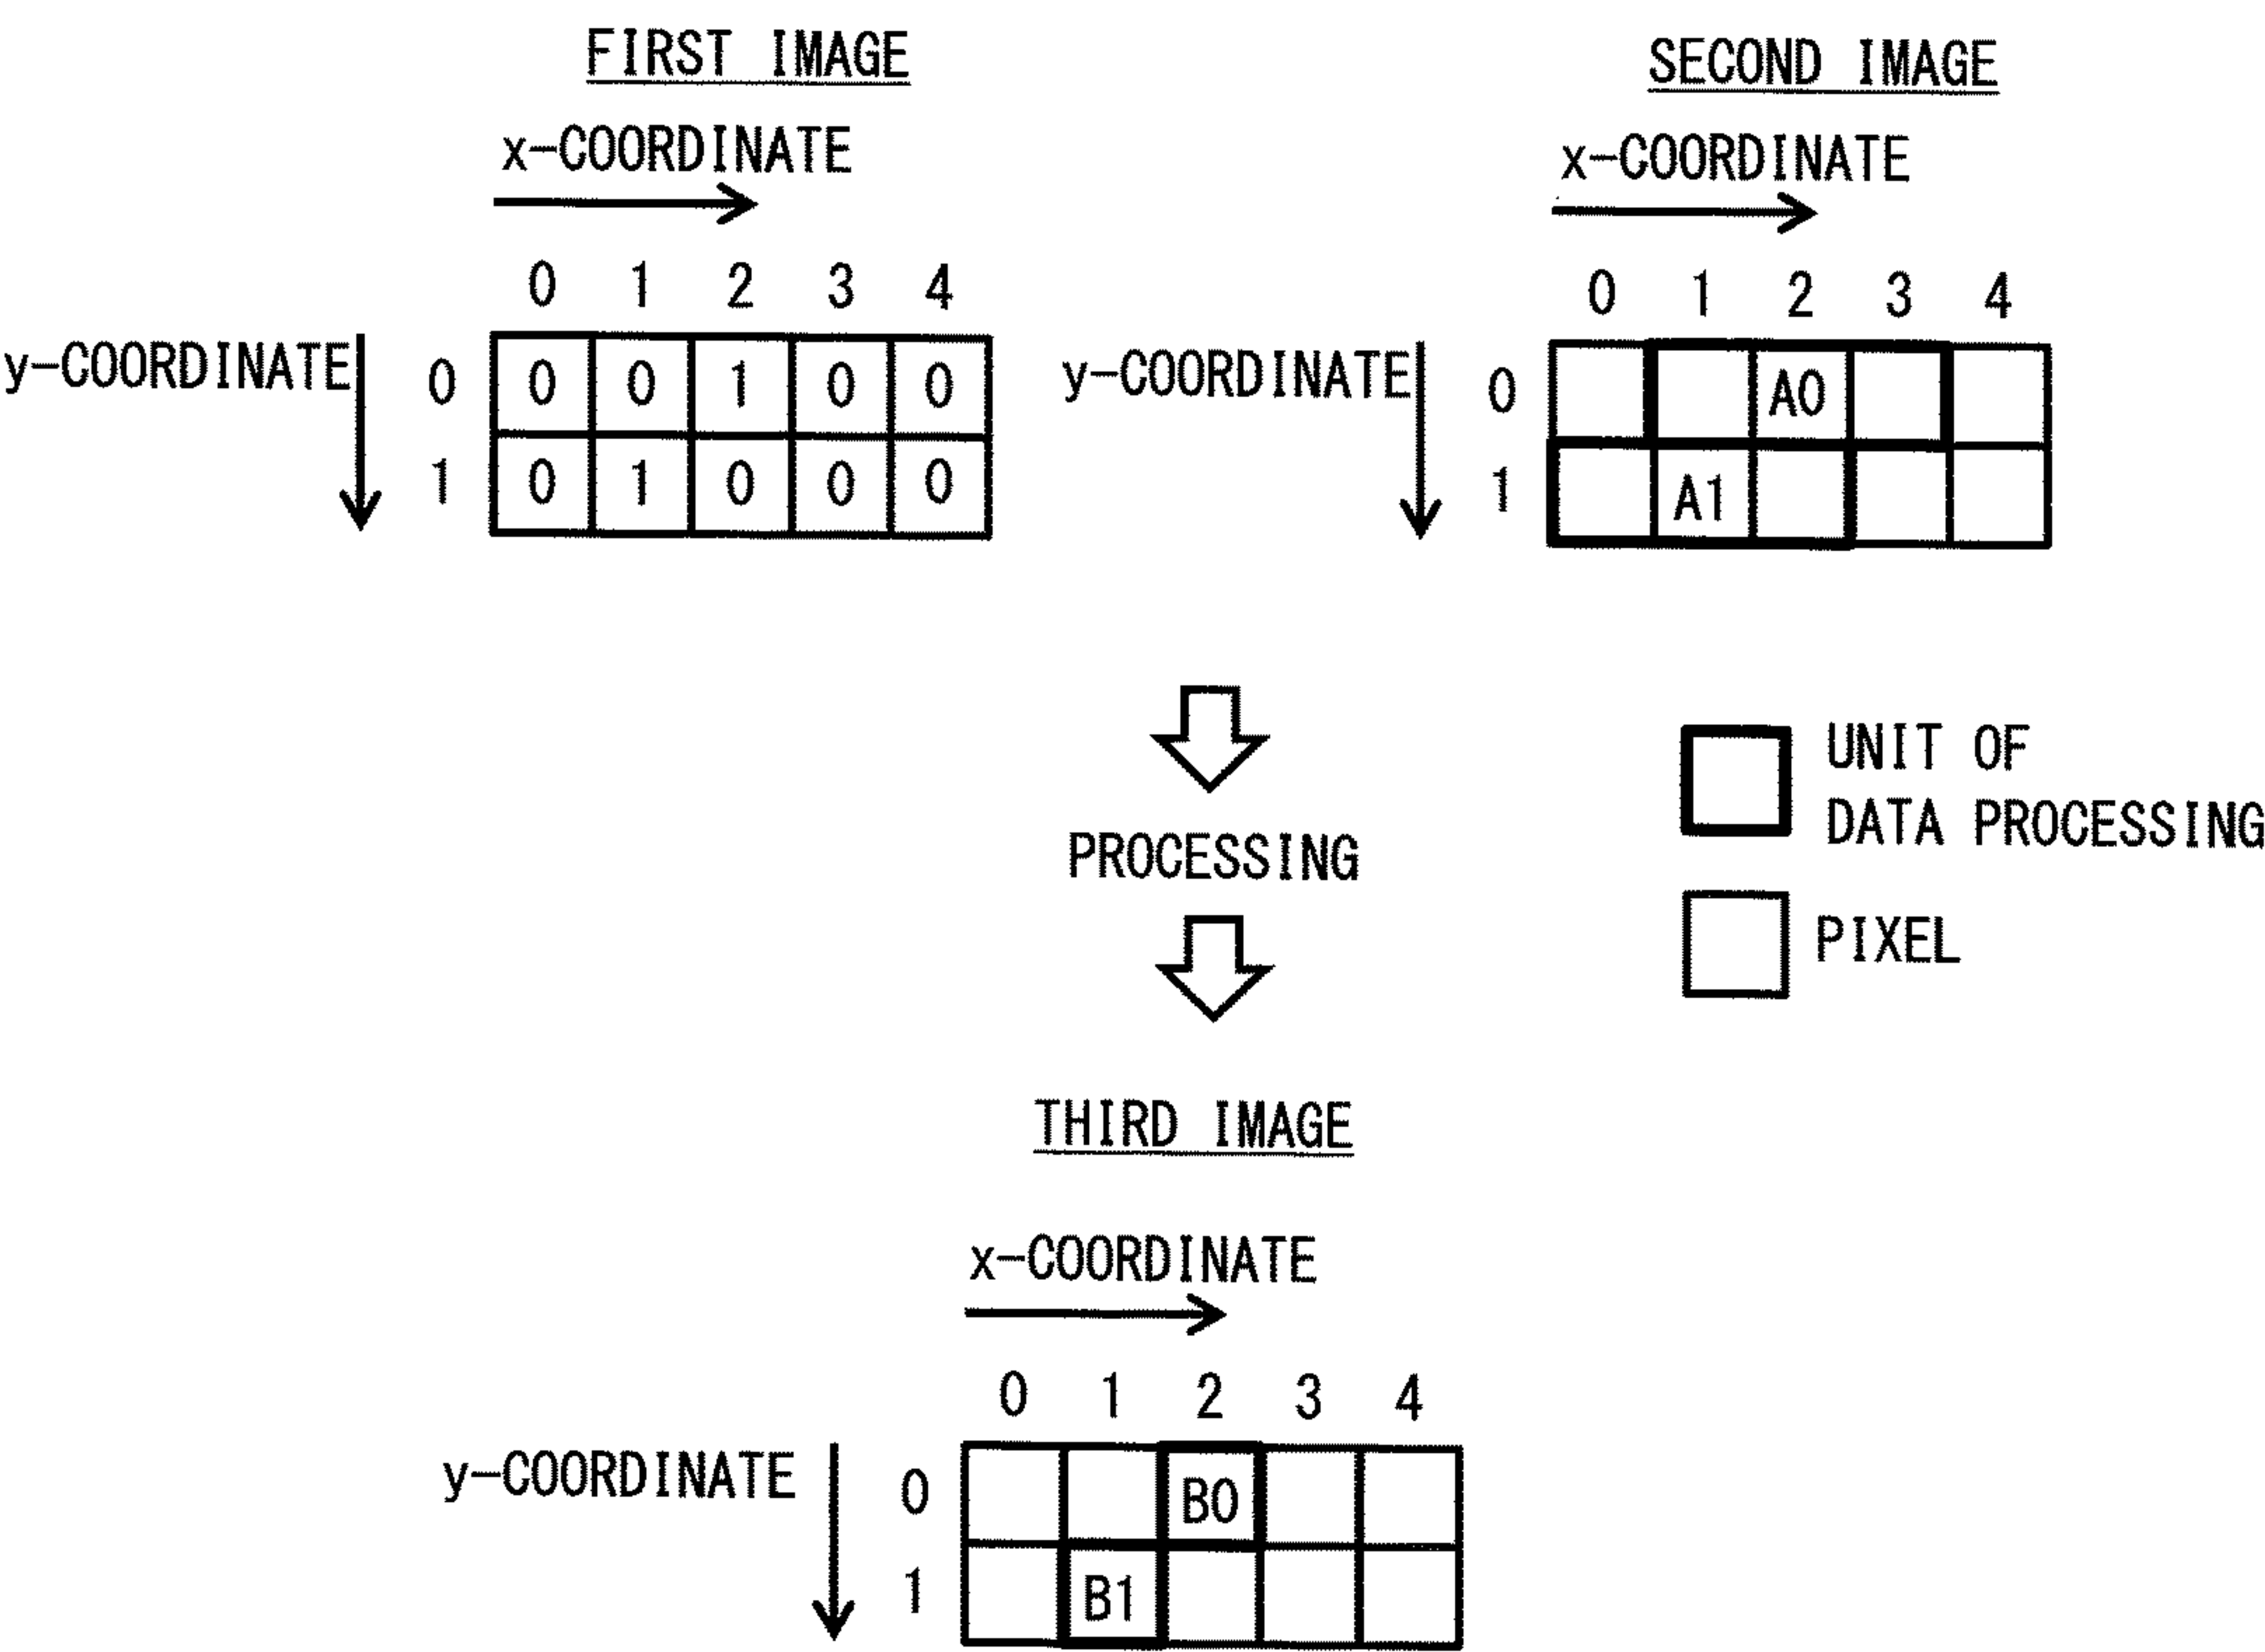 FIRST IMAGE
x-COORDINATE
0 1 2 3 4
y-COORDINATE
0 0 0 1 0 0
1 0 1 0 0 0
SECOND IMAGE
x-COORDINATE
0 1 2 3 4
y-COORDINATE
0 A0
1 A1
PROCESSING
UNIT OF
DATA PROCESSING
PIXEL
THIRD IMAGE
x-COORDINATE
0 1 2 3 4
y-COORDINATE
0 B0
1 B1